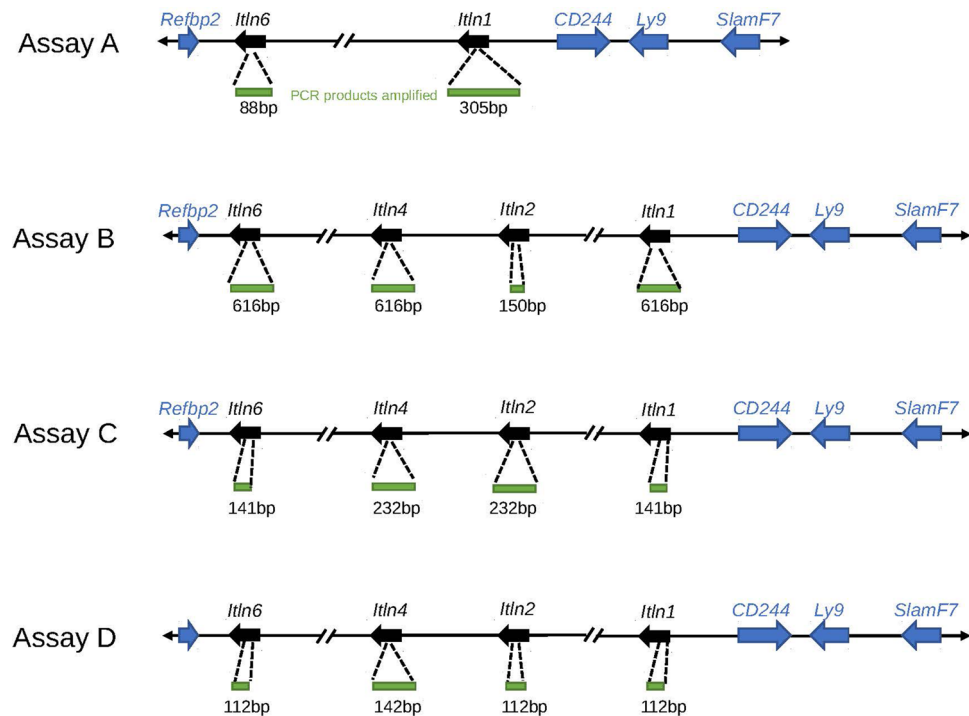 Refbp2 Itln6 Itln1 CD244 Ly9 SlamF7
Assay A
PCR products amplified
88bp 305bp
Refbp2 Itln6 Itln4 Itln2 Itln1 CD244 Ly9 SlamF7
Assay B
616bp 616bp 150bp 616bp
Refbp2 Itln6 Itln4 Itln2 Itln1 CD244 Ly9 SlamF7
Assay C
141bp 232bp 232bp 141bp
Itln6 Itln4 Itln2 Itln1 CD244 Ly9 SlamF7
Assay D
112bp 142bp 112bp 112bp